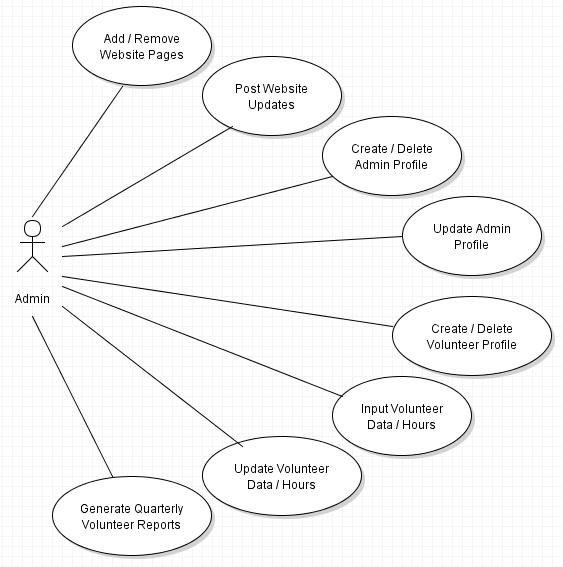 Add / Remove
Website Pages
Post Website
Updates
Create / Delete
Admin Profile
Update Admin
Profile
Admin
Create / Delete
Volunteer Profile
Input Volunteer
Data / Hours
Update Volunteer
Data / Hours
Generate Quarterly
Volunteer Reports